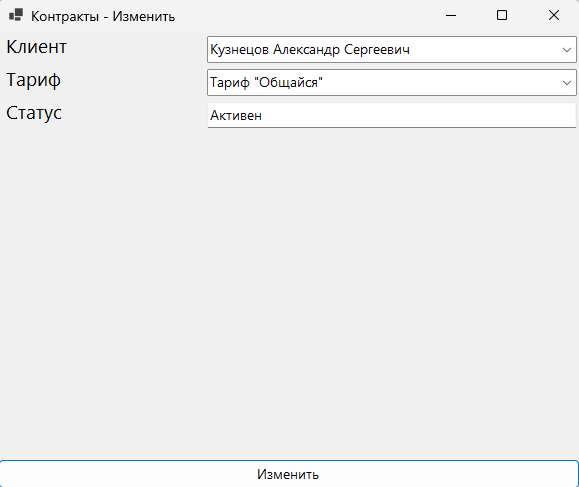 Контракты - Изменить
Клиент Кузнецов Александр Сергеевич
Тариф Тариф "Общайся"
Статус Активен
Изменить